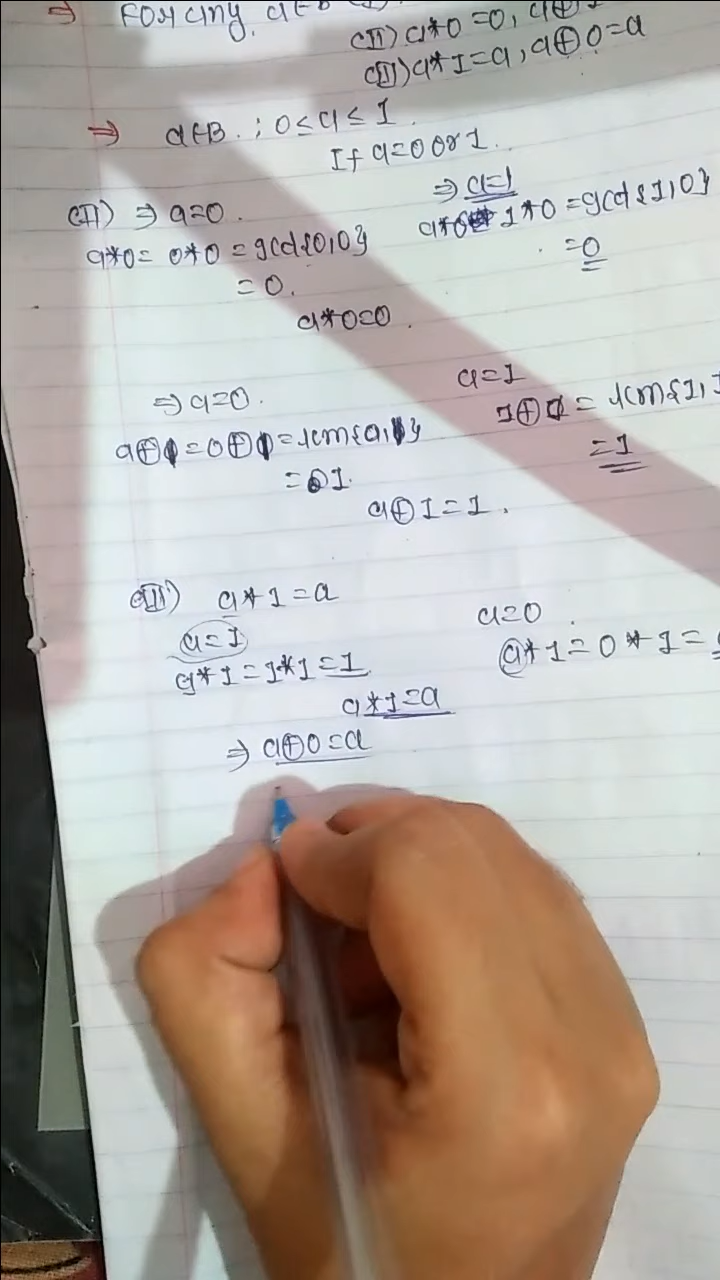 ⇒ For any, a∈B
(II) a*0 = 0, a⊕1
(III) a*1 = a, a⊕0 = a
⇒ a∈B. ; 0 ≤ a ≤ 1.
If a=0 or 1.
(II) ⇒ a=0.
a*0 = 0*0 = gcd{0,0}
= 0.
a*0=0.
⇒ a=1
1*0 = gcd{1,0}
= 0
⇒ a=0.
a⊕1 = 0⊕1 = lcm{0,1}
= 1.
a=1
1⊕1 = lcm{1,
= 1
a⊕1 = 1.
(III) a*1 = a
a=1
a*1 = 1*1 = 1
a=0.
a*1 = 0*1 =
a*1=a
⇒ a⊕0 = a